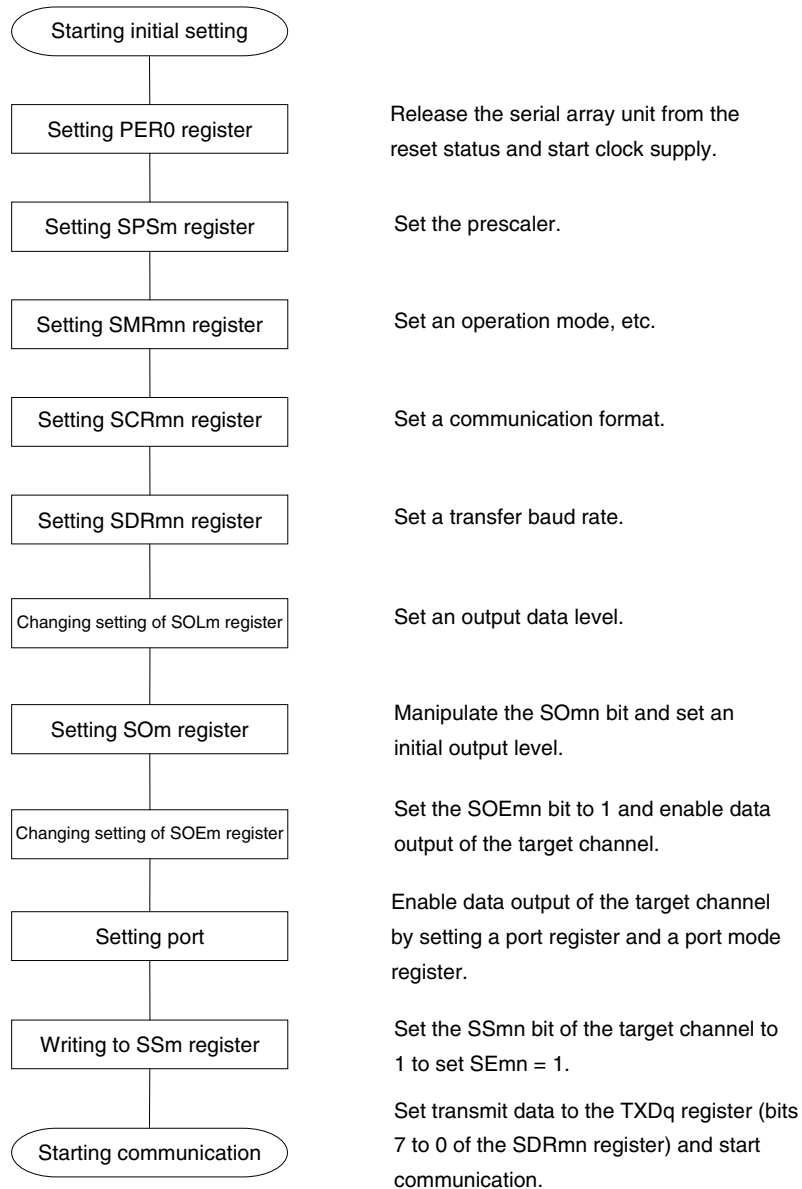 Starting initial setting
Setting PER0 register
Release the serial array unit from the
reset status and start clock supply.
Setting SPSm register
Set the prescaler.
Setting SMRmn register
Set an operation mode, etc.
Setting SCRmn register
Set a communication format.
Setting SDRmn register
Set a transfer baud rate.
Changing setting of SOLm register
Set an output data level.
Setting SOm register
Manipulate the SOmn bit and set an
initial output level.
Changing setting of SOEm register
Set the SOEmn bit to 1 and enable data
output of the target channel.
Setting port
Enable data output of the target channel
by setting a port register and a port mode
register.
Writing to SSm register
Set the SSmn bit of the target channel to
1 to set SEmn = 1.
Starting communication
Set transmit data to the TXDq register (bits
7 to 0 of the SDRmn register) and start
communication.